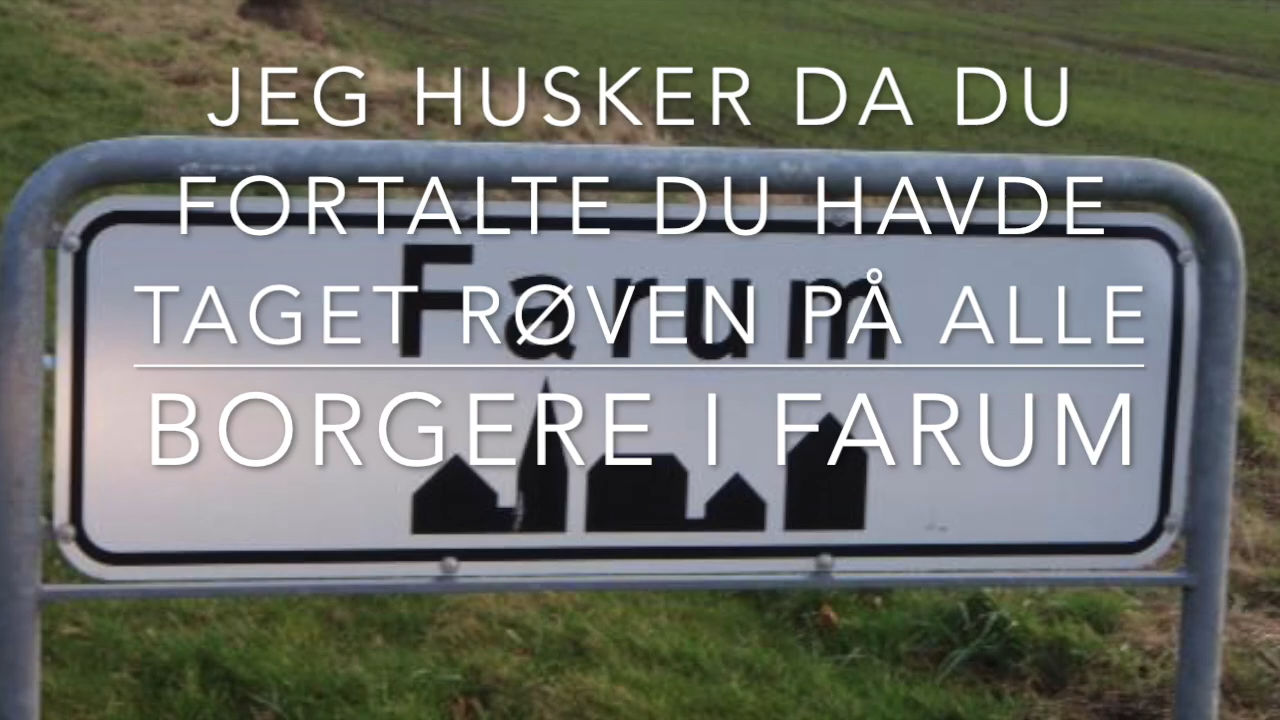 JEG HUSKER DA DU
FORTALTE DU HAVDE
Farum
TAGET RØVEN PÅ ALLE
BORGERE I FARUM